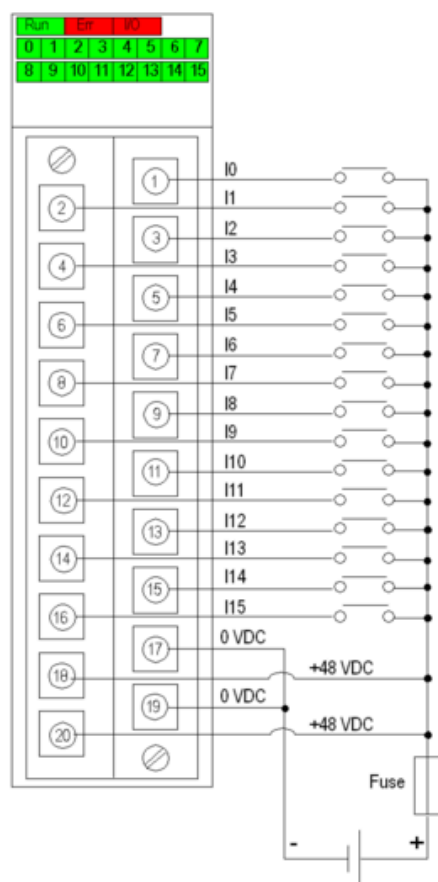 Run Err I/O
0 1 2 3 4 5 6 7
8 9 10 11 12 13 14 15
1 I0
2 I1
3 I2
4 I3
5 I4
6 I5
7 I6
8 I7
9 I8
10 I9
11 I10
12 I11
13 I12
14 I13
15 I14
16 I15
17 0 VDC
18 +48 VDC
19 0 VDC
20 +48 VDC
Fuse
- +